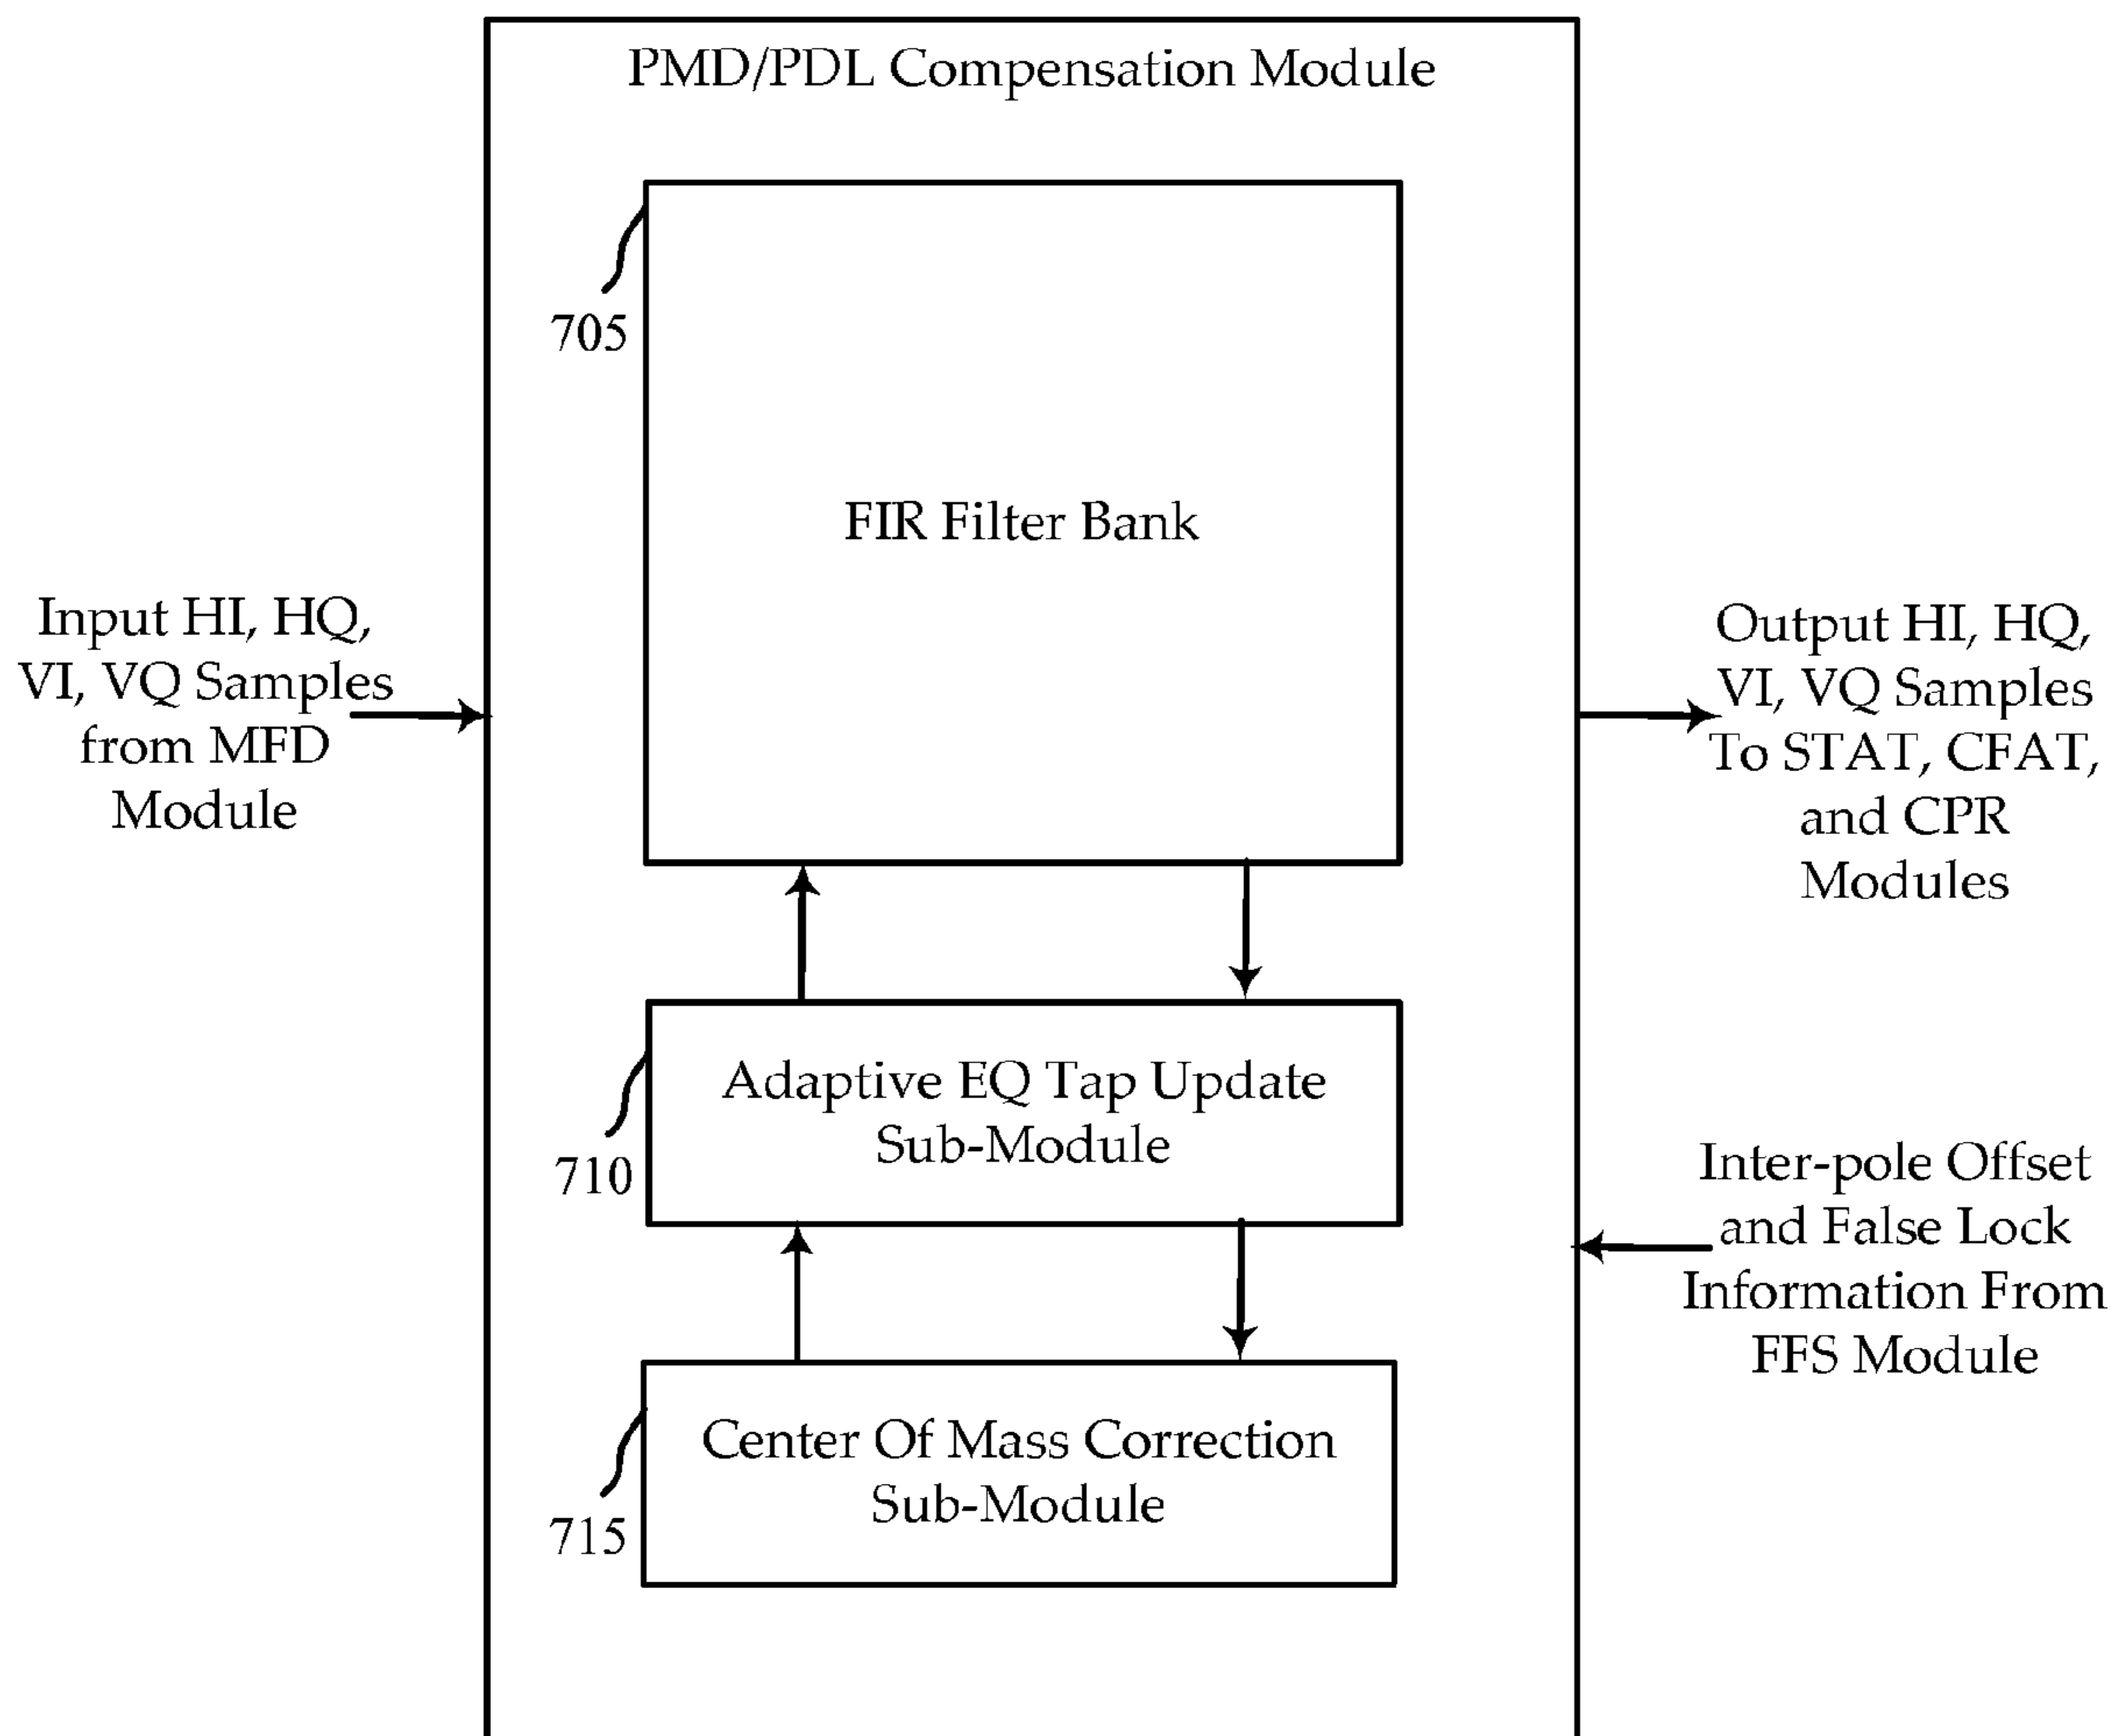 PMD/PDL Compensation Module
705
FIR Filter Bank
Input HI, HQ,
VI, VQ Samples
from MFD
Module
Output HI, HQ,
VI, VQ Samples
To STAT, CFAT,
and CPR
Modules
Adaptive EQ Tap Update
Sub-Module
710
Inter-pole Offset
and False Lock
Information From
FFS Module
Center Of Mass Correction
Sub-Module
715